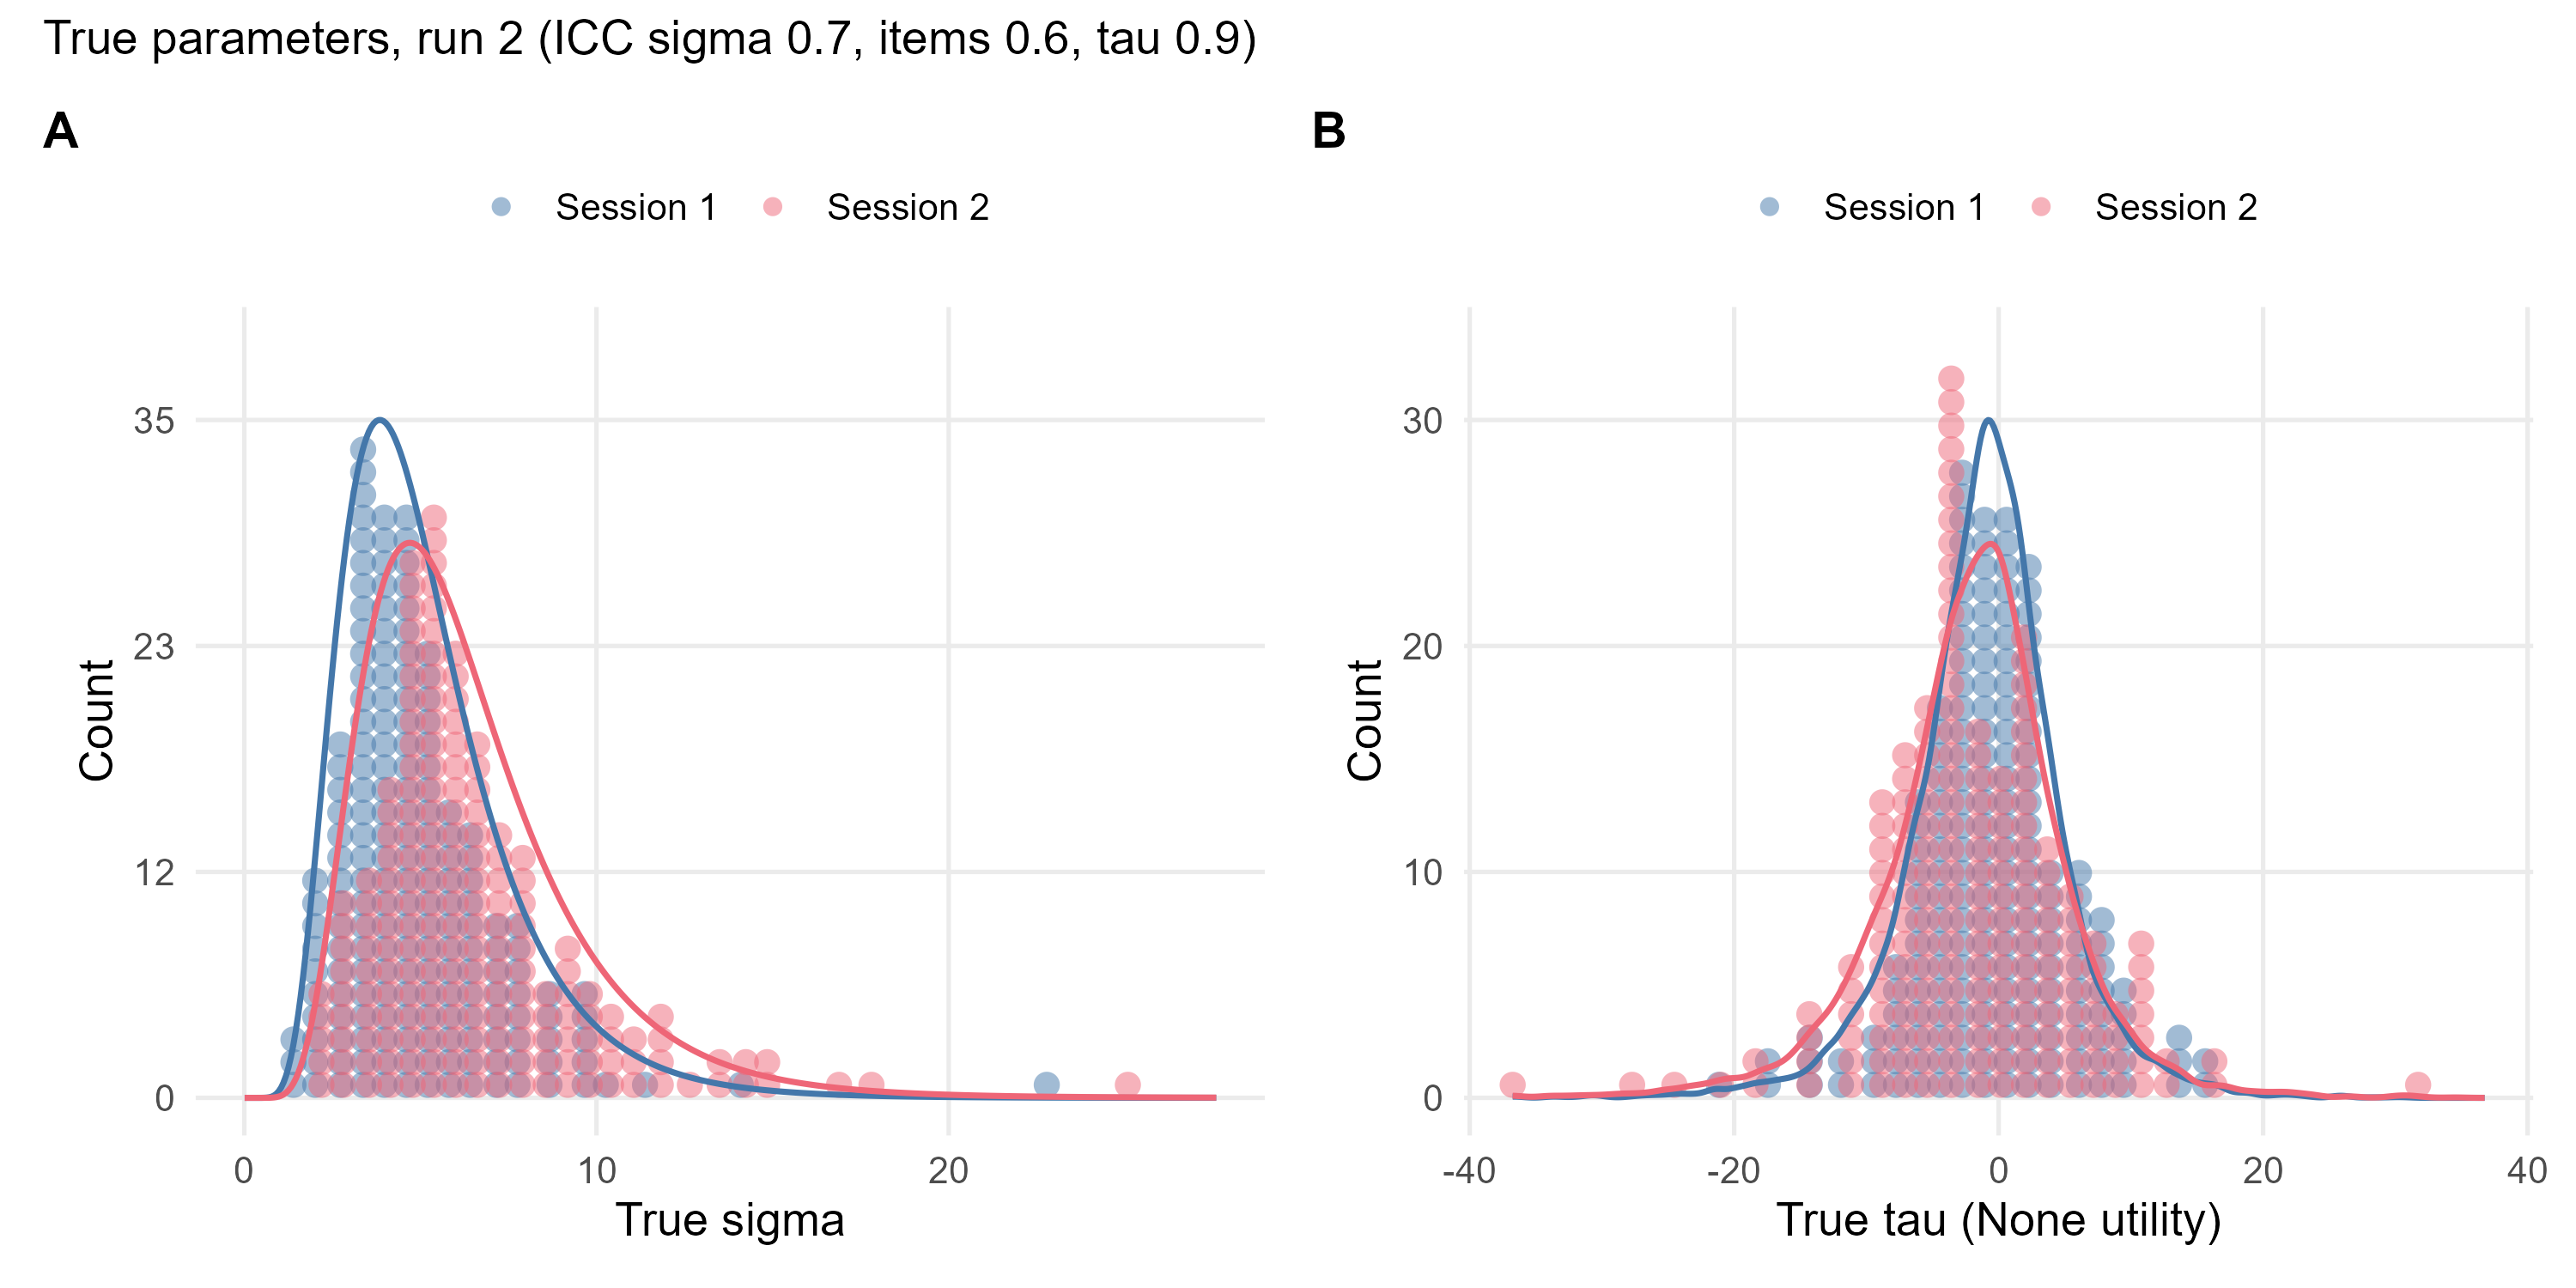 True parameters, run 2 (ICC sigma 0.7, items 0.6, tau 0.9)
A
Session 1 Session 2
35
23
12
0
Count
0 10 20
True sigma
B
Session 1 Session 2
30
20
10
0
Count
-40 -20 0 20 40
True tau (None utility)